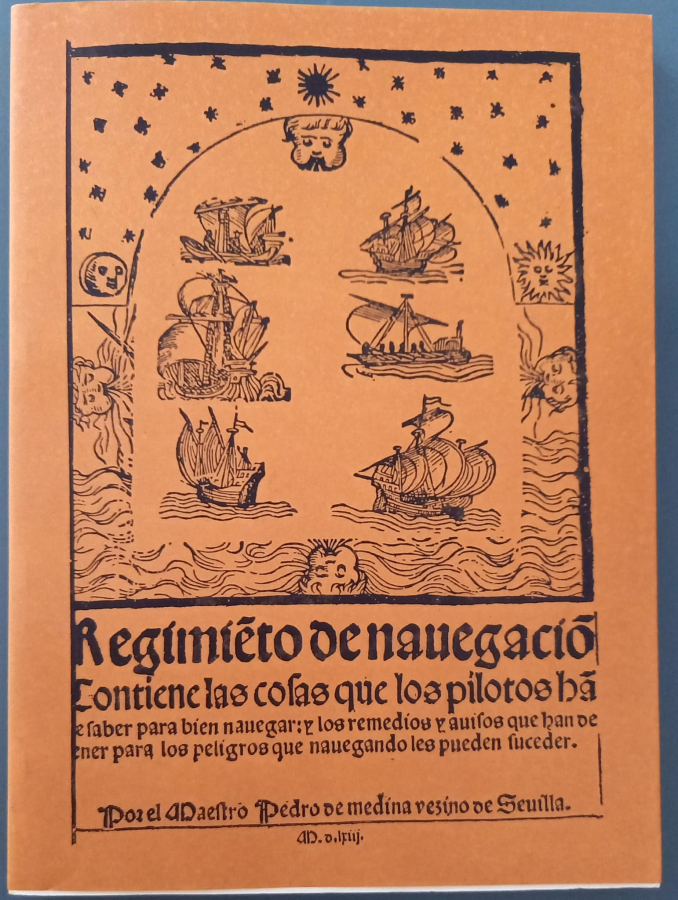 Regimiẽto de nauegaciõ
Contiene las coſas que los pilotos hã
e ſaber para bien nauegar: y los remedios y auiſos que han de
ener para los peligros que nauegando les pueden ſuceder.
Por el Maeſtro Pedro de medina vezino de Seuilla.
M. d. lxiij.